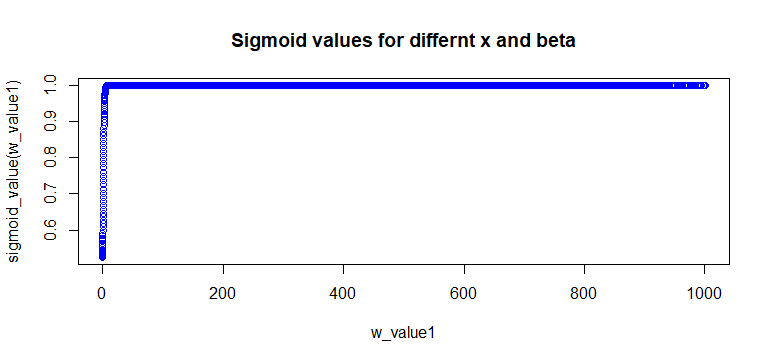 Sigmoid values for differnt x and beta
sigmoid_value(w_value1)
1.0
0.9
0.8
0.7
0.6
0 200 400 600 800 1000
w_value1